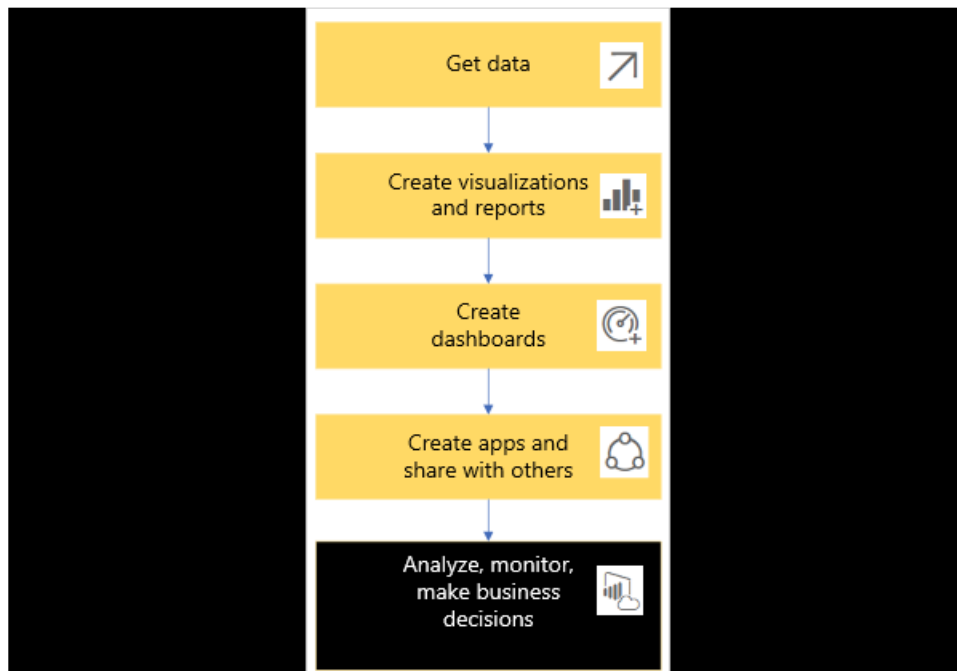 Get data
Create visualizations
and reports
Create
dashboards
Create apps and
share with others
Analyze, monitor,
make business
decisions